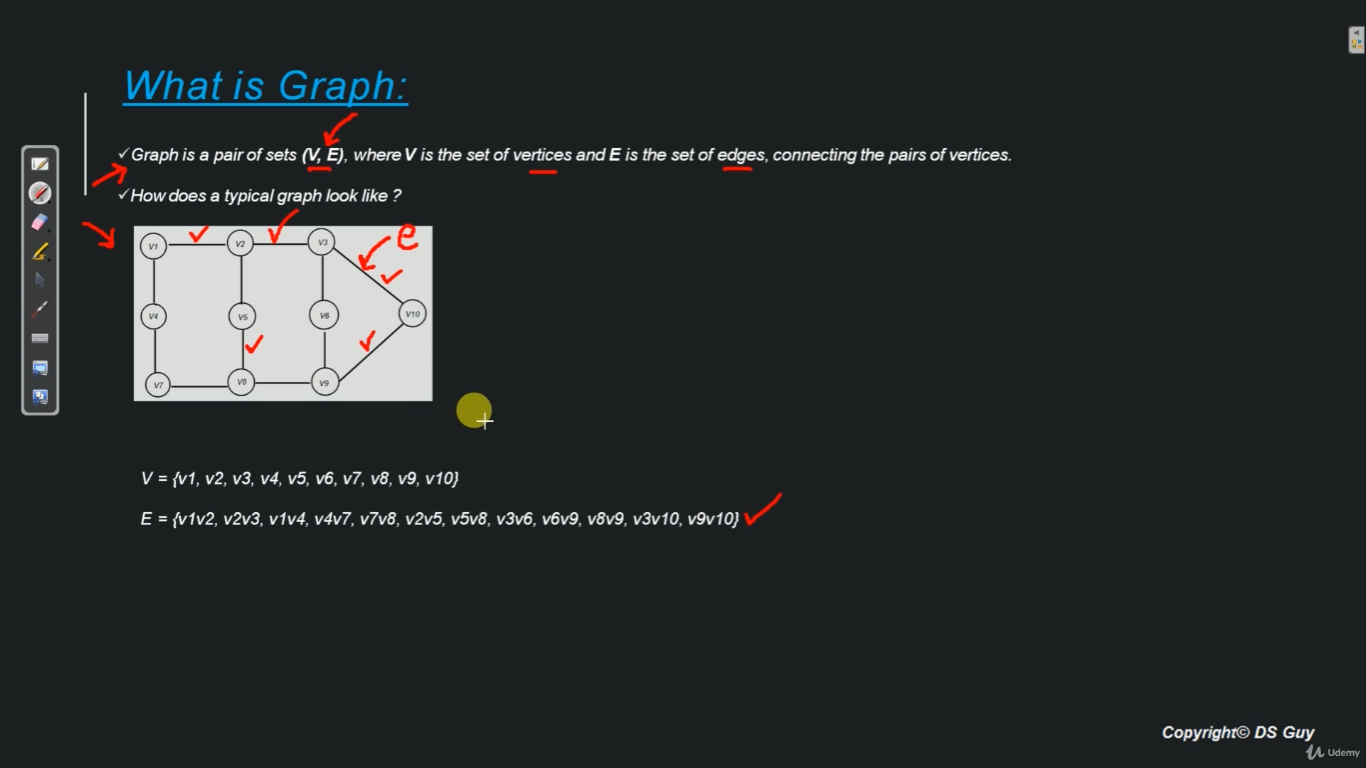 What is Graph:
✓Graph is a pair of sets (V, E), where V is the set of vertices and E is the set of edges, connecting the pairs of vertices.
✓How does a typical graph look like ?
e
V1 V2 V3
V4 V5 V6 V10
V7 V8 V9
V = {v1, v2, v3, v4, v5, v6, v7, v8, v9, v10}
E = {v1v2, v2v3, v1v4, v4v7, v7v8, v2v5, v5v8, v3v6, v6v9, v8v9, v3v10, v9v10}
Copyright© DS Guy
Udemy